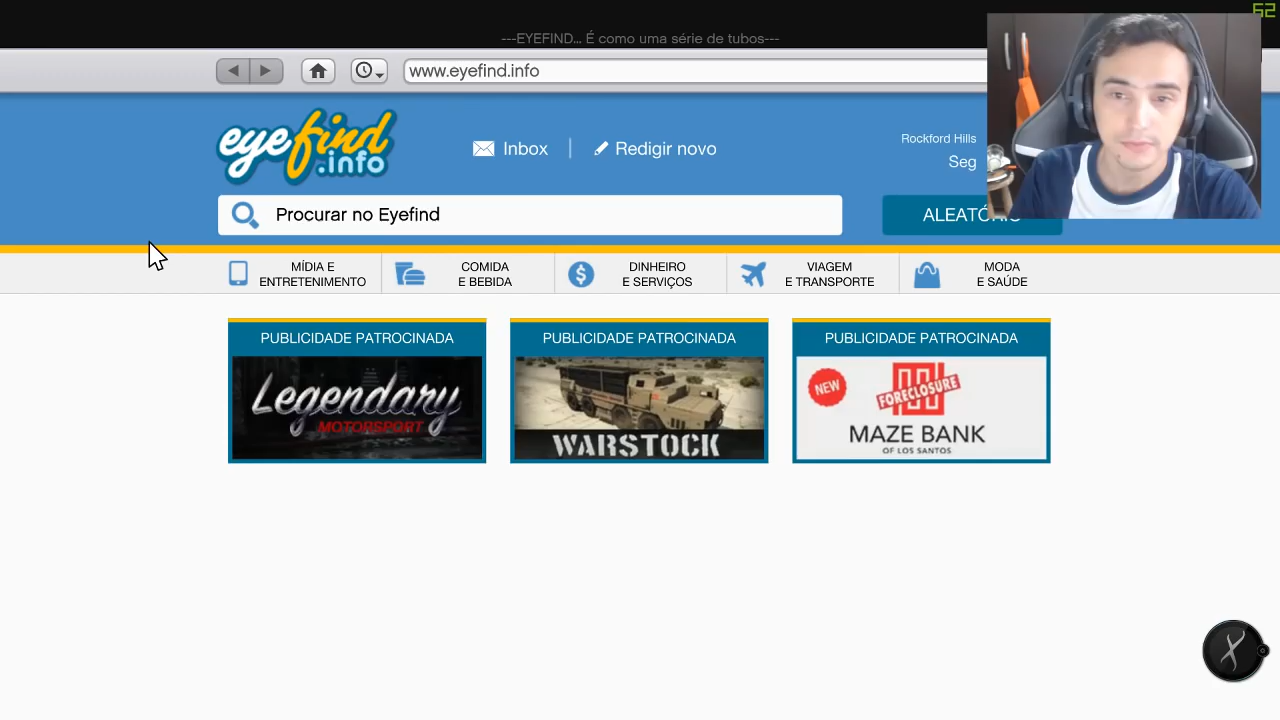 62
---EYEFIND... É como uma série de tubos---
www.eyefind.info
eyefind
.info
Inbox
Redigir novo
Rockford Hills
Seg
Procurar no Eyefind
ALEATÓRIO
MÍDIA E
ENTRETENIMENTO
COMIDA
E BEBIDA
DINHEIRO
E SERVIÇOS
VIAGEM
E TRANSPORTE
MODA
E SAÚDE
PUBLICIDADE PATROCINADA
Legendary
MOTORSPORT
PUBLICIDADE PATROCINADA
WARSTOCK
PUBLICIDADE PATROCINADA
NEW
FORECLOSURE
MAZE BANK
OF LOS SANTOS